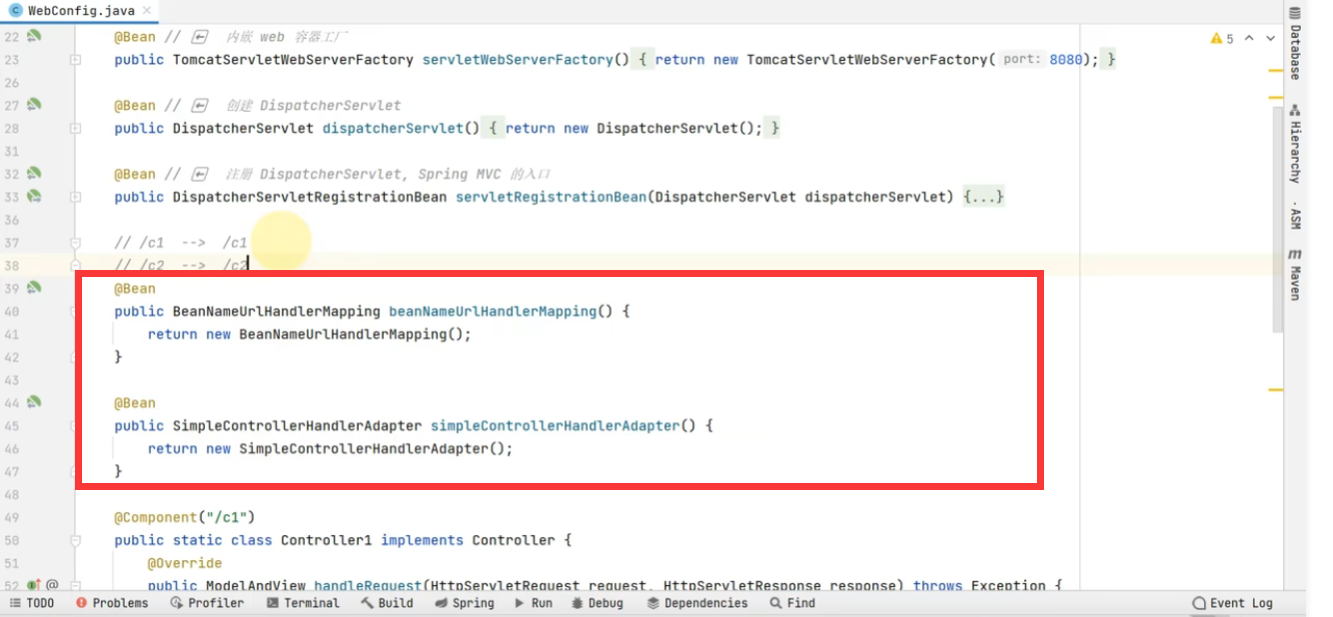 WebConfig.java
22 @Bean // 内嵌 web 容器工厂
5
23 public TomcatServletWebServerFactory servletWebServerFactory() { return new TomcatServletWebServerFactory( port: 8080); }
26
27 @Bean // 创建 DispatcherServlet
28 public DispatcherServlet dispatcherServlet() { return new DispatcherServlet(); }
31
32 @Bean // 注册 DispatcherServlet, Spring MVC 的入口
33 public DispatcherServletRegistrationBean servletRegistrationBean(DispatcherServlet dispatcherServlet) {...}
36
37 // /c1 --> /c1
38 // /c2 --> /c2
39 @Bean
40 public BeanNameUrlHandlerMapping beanNameUrlHandlerMapping() {
41 return new BeanNameUrlHandlerMapping();
42 }
43
44 @Bean
45 public SimpleControllerHandlerAdapter simpleControllerHandlerAdapter() {
46 return new SimpleControllerHandlerAdapter();
47 }
48
49 @Component("/c1")
50 public static class Controller1 implements Controller {
51 @Override
52 @ public ModelAndView handleRequest(HttpServletRequest request, HttpServletResponse response) throws Exception {
Database
Hierarchy
ASM
m Maven
TODO Problems Profiler Terminal Build Spring Run Debug Dependencies Find Event Log